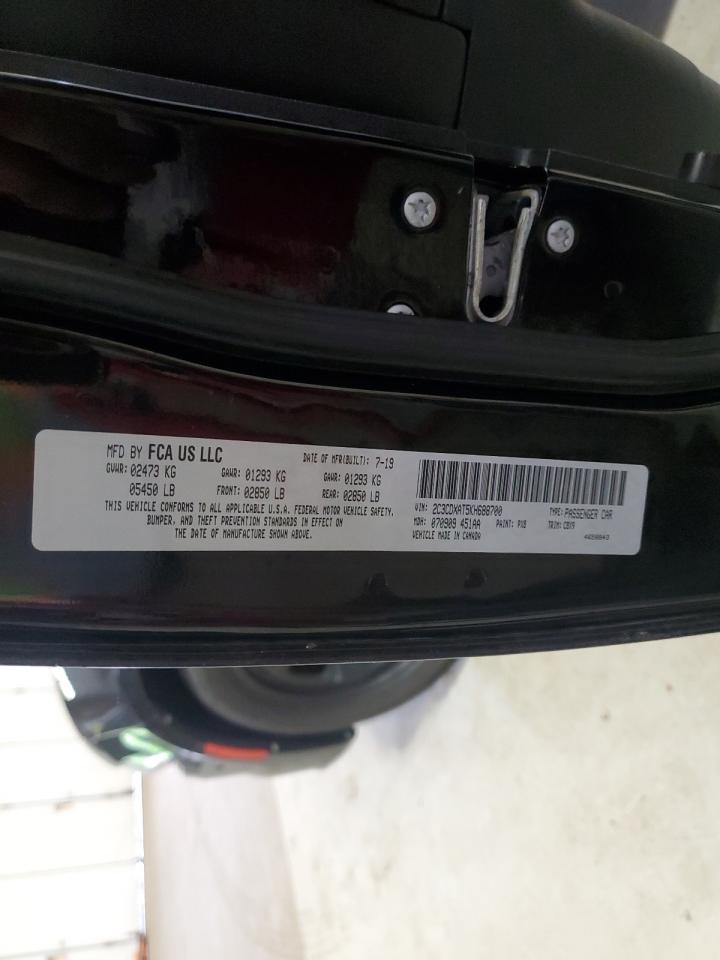 MFD BY FCA US LLC DATE OF MFR(BUILT): 7-19
GVWR: 02473 KG GAWR: 01293 KG GAWR: 01293 KG
05450 LB FRONT: 02850 LB REAR: 02850 LB
THIS VEHICLE CONFORMS TO ALL APPLICABLE U.S.A. FEDERAL MOTOR VEHICLE SAFETY,
BUMPER, AND THEFT PREVENTION STANDARDS IN EFFECT ON
THE DATE OF MANUFACTURE SHOWN ABOVE.
VIN: 2C3CDXAT5KH688700 TYPE: PASSENGER CAR
MDH: 070909 451AA PAINT: PX8 TRIM: CBX9
VEHICLE MADE IN CANADA